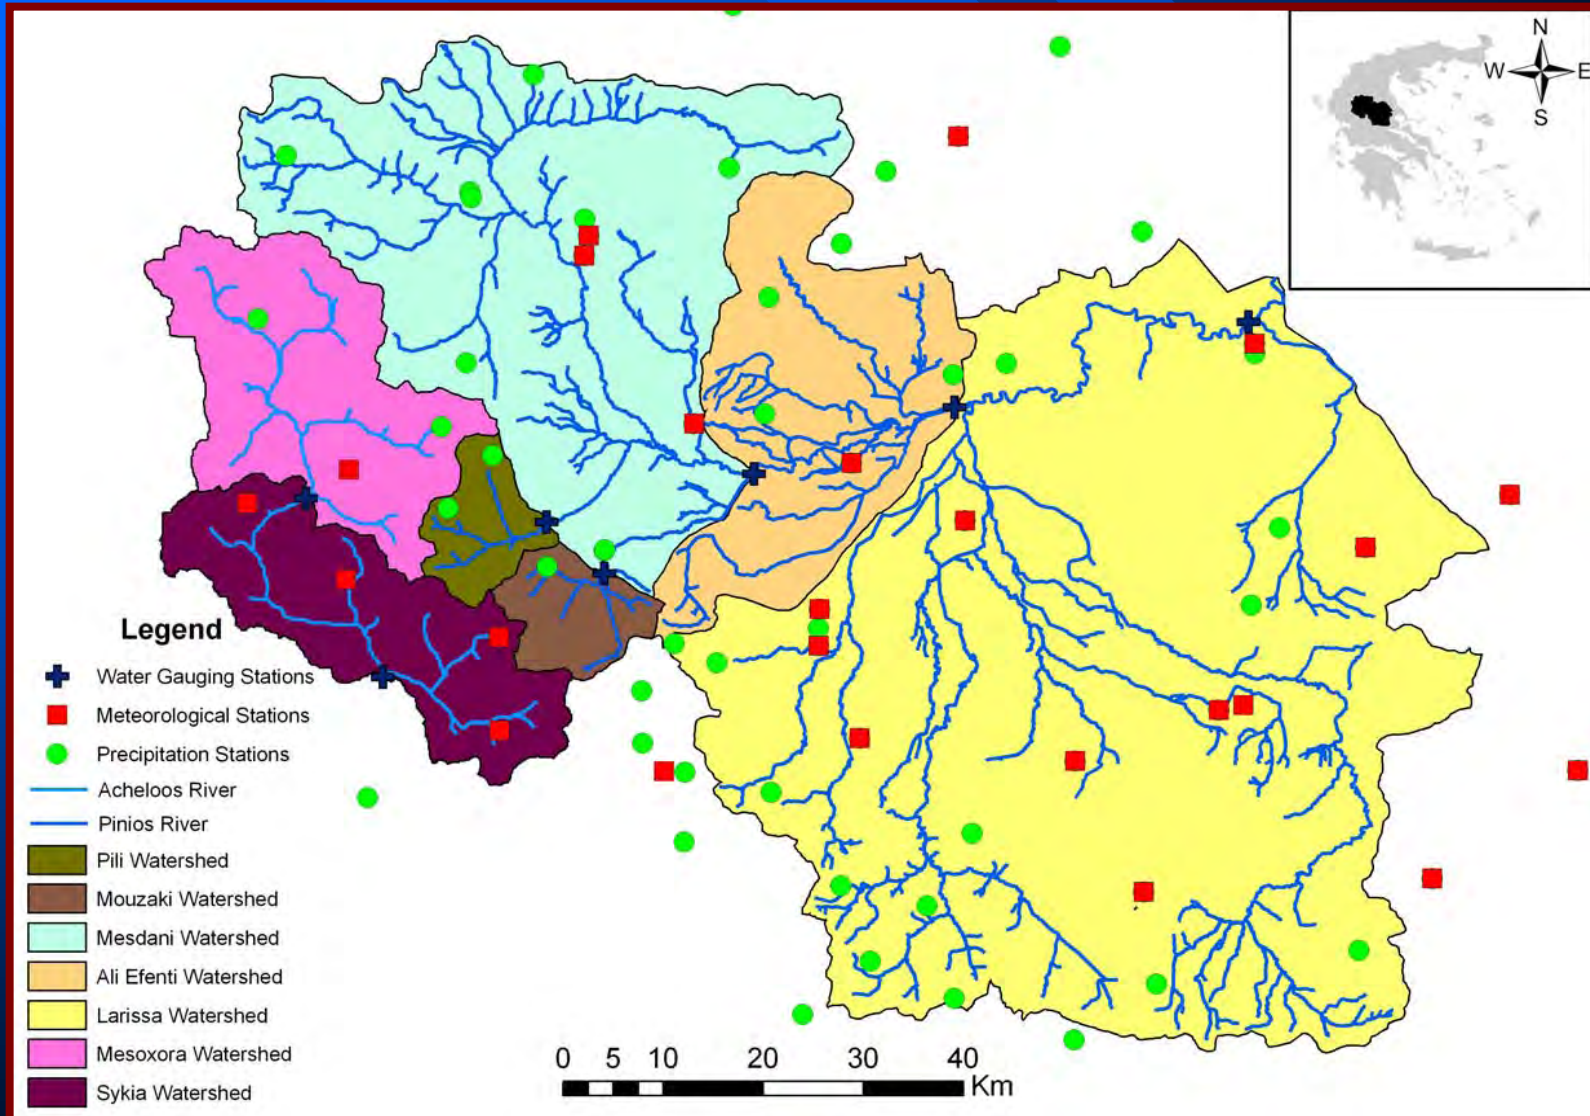 N
W E
S
Legend
Water Gauging Stations
Meteorological Stations
Precipitation Stations
Acheloos River
Pinios River
Pili Watershed
Mouzaki Watershed
Mesdani Watershed
Ali Efenti Watershed
Larissa Watershed
Mesoxora Watershed
Sykia Watershed
0 5 10 20 30 40
Km